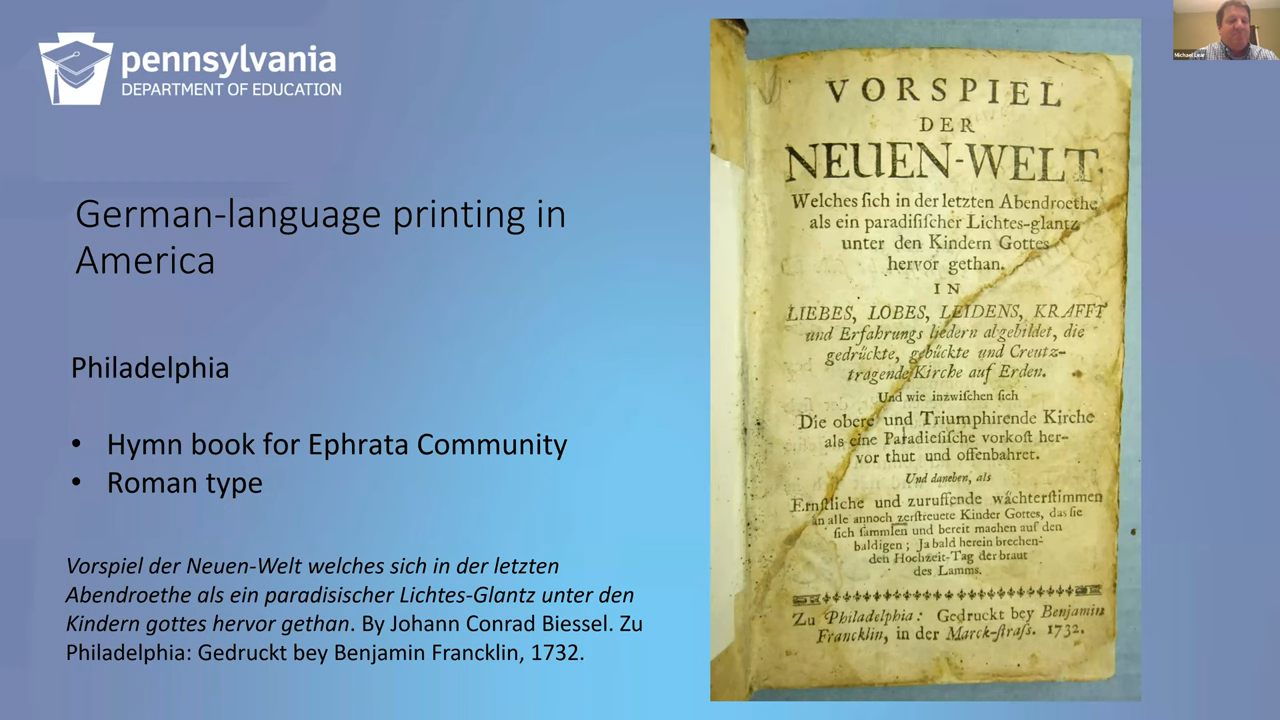 pennsylvania
DEPARTMENT OF EDUCATION
German-language printing in
America
Philadelphia
• Hymn book for Ephrata Community
• Roman type
Vorspiel der Neuen-Welt welches sich in der letzten
Abendroethe als ein paradisischer Lichtes-Glantz unter den
Kindern gottes hervor gethan. By Johann Conrad Biessel. Zu
Philadelphia: Gedruckt bey Benjamin Francklin, 1732.
VORSPIEL
DER
NEUEN-WELT.
Welches ſich in der letzten Abendroethe
als ein paradiſiſcher Lichtes-glantz
unter den Kindern Gottes
hervor gethan.
IN
LIEBES, LOBES, LEIDENS, KRAFFT
und Erfahrungs liedern abgebildet, die
gedrückte, gebückte und Creutz-
tragende Kirche auf Erden.
Und wie inzwiſchen ſich
Die obere und Triumphirende Kirche
als eine Paradieſiſche vorkoſt her-
vor thut und offenbahret.
Und daneben, als
Ernſtliche und zuruffende wächterſtimmen
an alle annoch zerſtreuete Kinder Gottes, das ſie
ſich ſammlen und bereit machen auf den
baldigen ; Ja bald herein brechen-
den Hochzeit-Tag der braut
des Lamms.
Zu Philadelphia: Gedruckt bey Benjamin
Francklin, in der Marck-ſtraſs. 1732.
Michael Lear